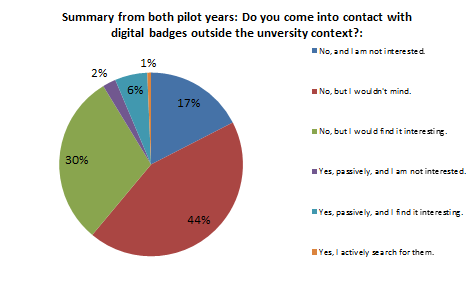 Summary from both pilot years: Do you come into contact with
digital badges outside the unversity context?:
1%
2%
6%
17%
30%
44%
No, and I am not interested.
No, but I wouldn't mind.
No, but I would find it interesting.
Yes, passively, and I am not interested.
Yes, passively, and I find it interesting.
Yes, I actively search for them.